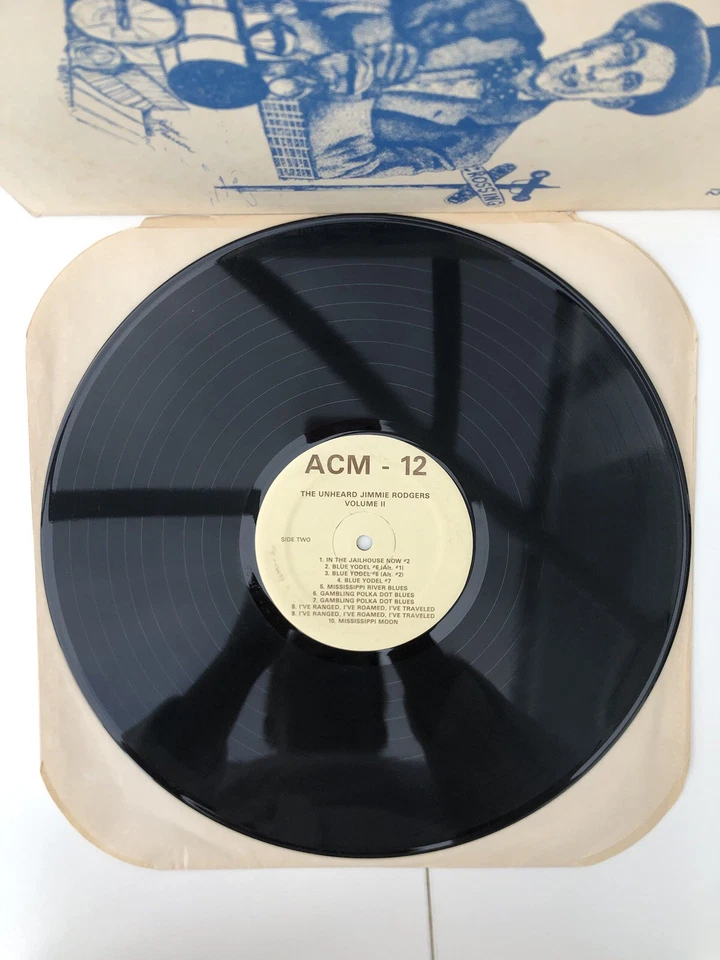 CROSSING
ACM - 12
THE UNHEARD JIMMIE RODGERS
VOLUME II
SIDE TWO
1. IN THE JAILHOUSE NOW #2
2. BLUE YODEL #6 (Alt. #1)
3. BLUE YODEL #6 (Alt. #2)
4. BLUE YODEL #7
5. MISSISSIPPI RIVER BLUES
6. GAMBLING POLKA DOT BLUES
7. GAMBLING POLKA DOT BLUES
8. I'VE RANGED, I'VE ROAMED, I'VE TRAVELED
9. I'VE RANGED, I'VE ROAMED, I'VE TRAVELED
10. MISSISSIPPI MOON